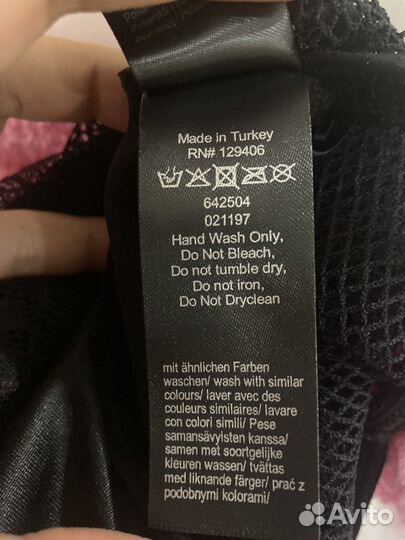 Made in Turkey
RN# 129406
642504
021197
Hand Wash Only,
Do Not Bleach,
Do not tumble dry,
Do not iron,
Do Not Dryclean
mit ähnlichen Farben
waschen/ wash with similar
colours/ laver avec des
couleurs similaires/ lavare
con colori simili/ Pese
samansävyisten kanssa/
samen met soortgelijke
kleuren wassen/ tvättas
med liknande färger/ prać z
podobnymi kolorami/
Avito